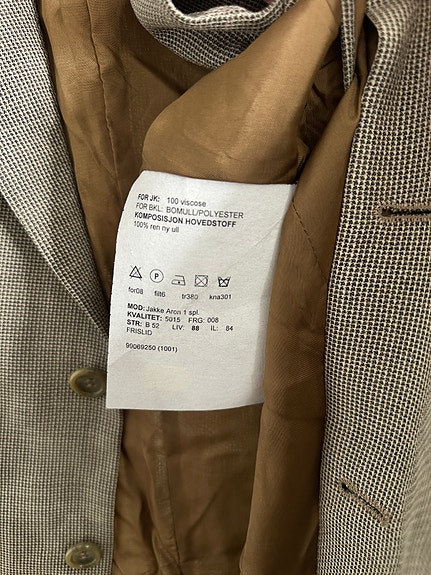 FOR JK: 100 viscose
FOR BKL: BOMULL/POLYESTER
KOMPOSISJON HOVEDSTOFF
100% ren ny ull
P
for08 filt6 tr380 kna301
MOD: Jakke Aron 1 spl.
KVALITET: 5015 FRG: 008
STR: B 52 LIV: 88 IL: 84
FRISLID
99069250 (1001)